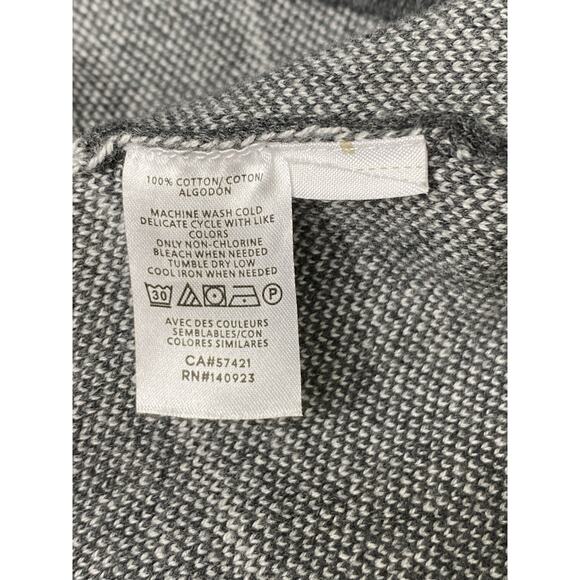 100% COTTON/ COTON/
ALGODON
MACHINE WASH COLD
DELICATE CYCLE WITH LIKE
COLORS
ONLY NON-CHLORINE
BLEACH WHEN NEEDED
TUMBLE DRY LOW
COOL IRON WHEN NEEDED
30 P
AVEC DES COULEURS
SEMBLABLES/CON
COLORES SIMILARES
CA#57421
RN#140923